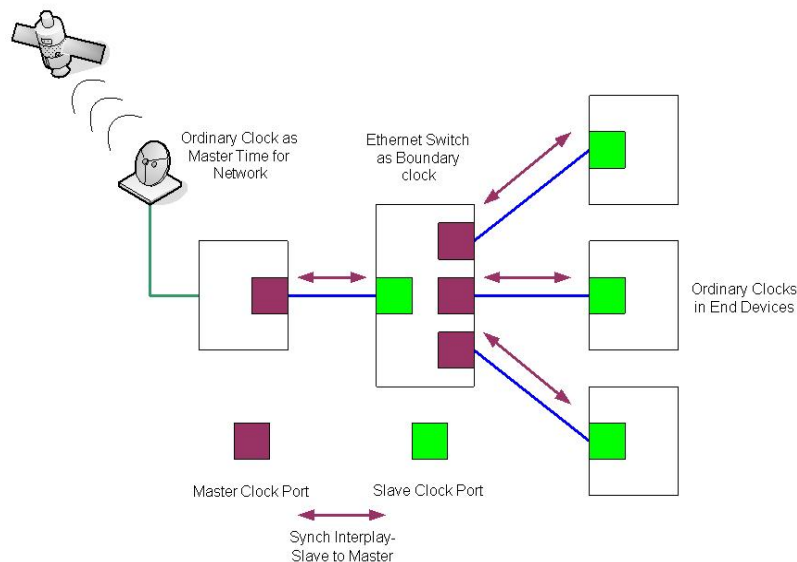 Ordinary Clock as
Master Time for
Network
Ethernet Switch
as Boundary
clock
Ordinary Clocks
in End Devices
Master Clock Port
Slave Clock Port
Synch Interplay-
Slave to Master